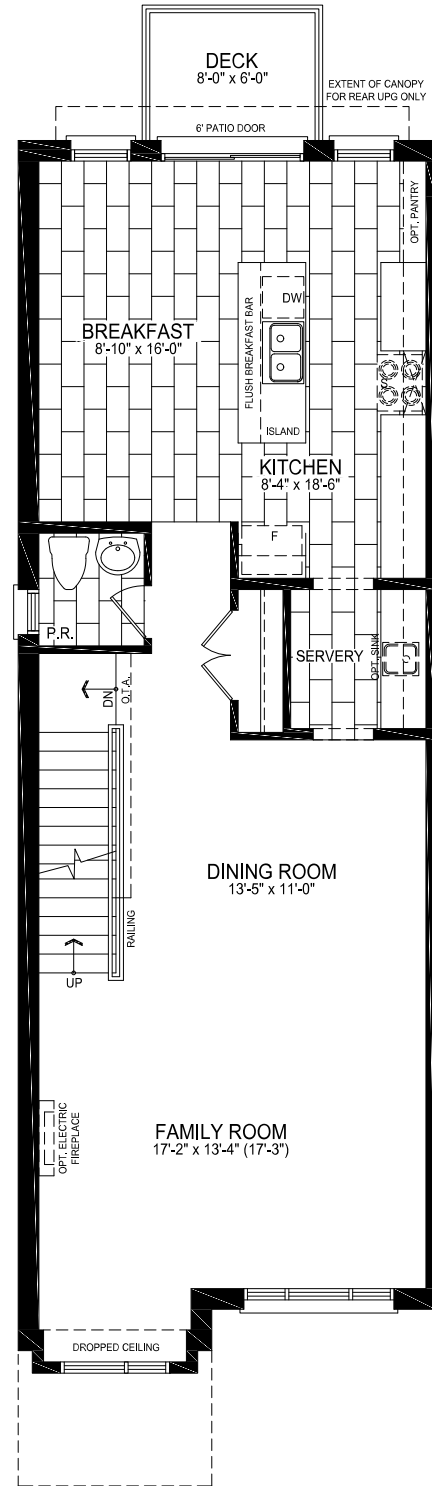 DECK
8'-0" x 6'-0"
EXTENT OF CANOPY
FOR REAR UPG ONLY
6' PATIO DOOR
OPT. PANTRY
DW
FLUSH BREAKFAST BAR
BREAKFAST
8'-10" x 16'-0"
ISLAND
KITCHEN
8'-4" x 18'-6"
F
P.R.
SERVERY
OPT. SINK
DN
O.T.A.
DINING ROOM
13'-5" x 11'-0"
RAILING
UP
OPT. ELECTRIC
FIREPLACE
FAMILY ROOM
17'-2" x 13'-4" (17'-3")
DROPPED CEILING